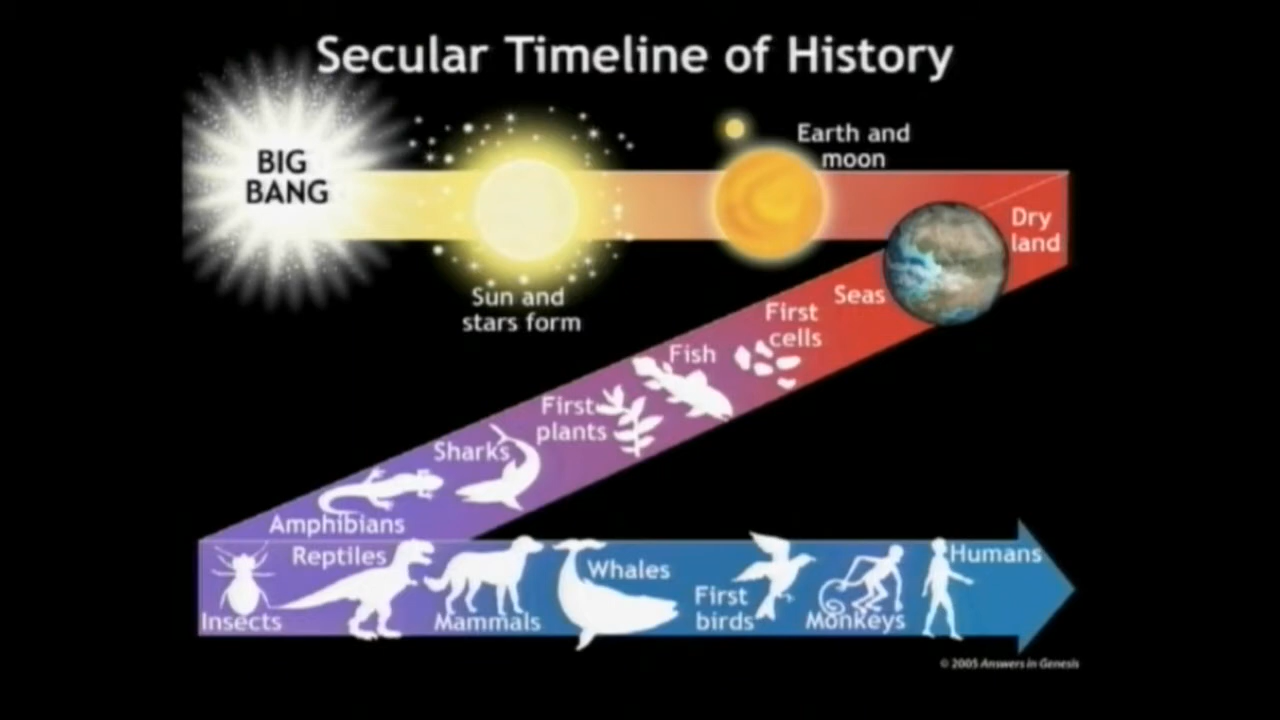 Secular Timeline of History
BIG
BANG
Sun and
stars form
Earth and
moon
Dry
land
Seas
First
cells
Fish
First
plants
Sharks
Amphibians
Insects
Reptiles
Mammals
Whales
First
birds
Monkeys
Humans
© 2005 Answers in Genesis